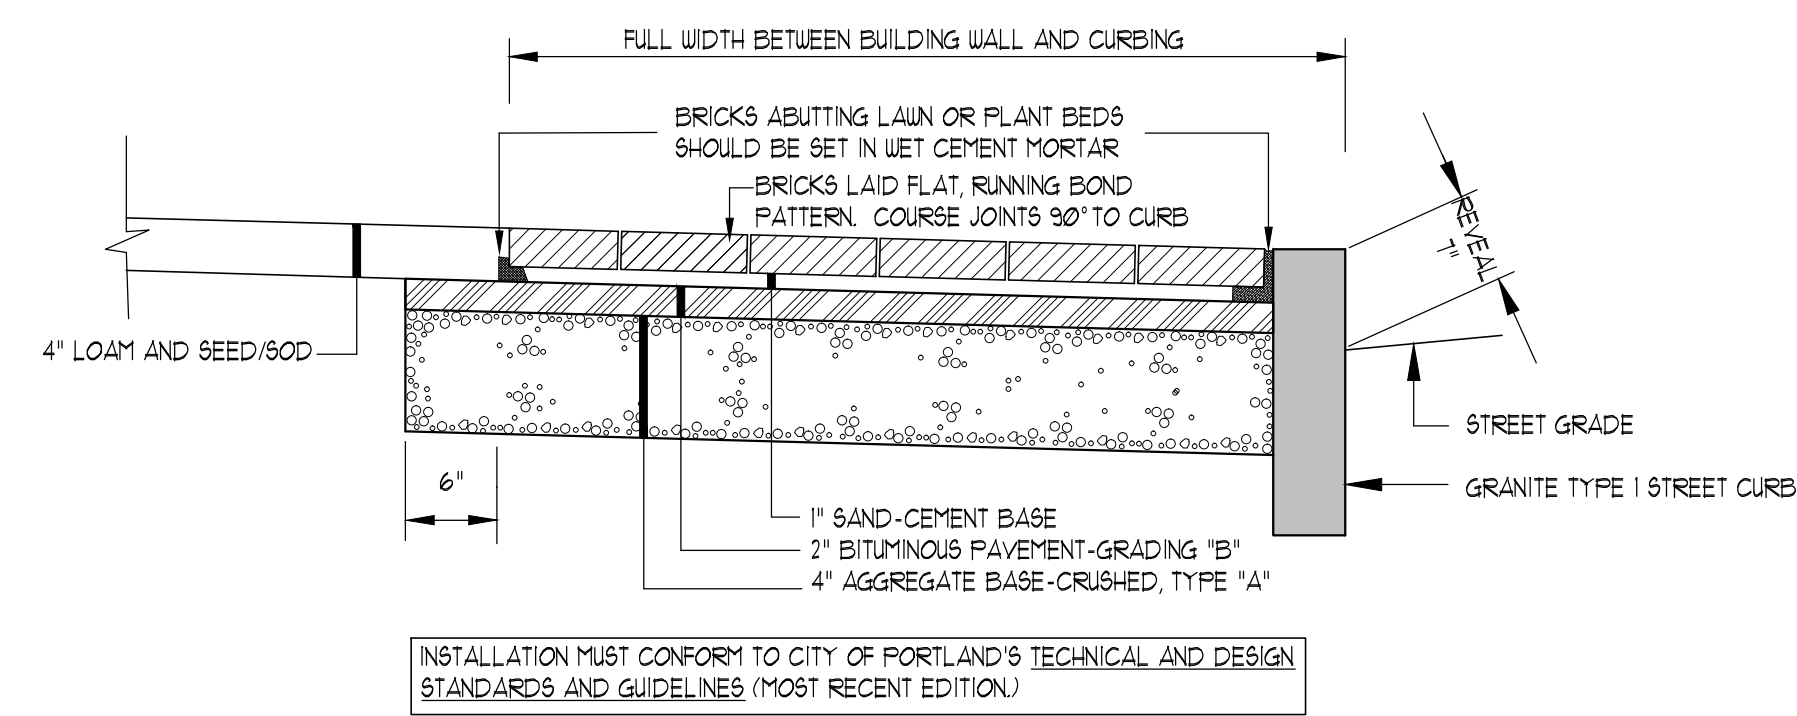 FULL WIDTH BETWEEN BUILDING WALL AND CURBING
BRICKS ABUTTING LAWN OR PLANT BEDS
SHOULD BE SET IN WET CEMENT MORTAR
BRICKS LAID FLAT, RUNNING BOND
PATTERN. COURSE JOINTS 90° TO CURB
REVEAL
7"
4" LOAM AND SEED/SOD
STREET GRADE
6"
GRANITE TYPE 1 STREET CURB
1" SAND-CEMENT BASE
2" BITUMINOUS PAVEMENT-GRADING "B"
4" AGGREGATE BASE-CRUSHED, TYPE "A"
INSTALLATION MUST CONFORM TO CITY OF PORTLAND'S TECHNICAL AND DESIGN
STANDARDS AND GUIDELINES (MOST RECENT EDITION.)